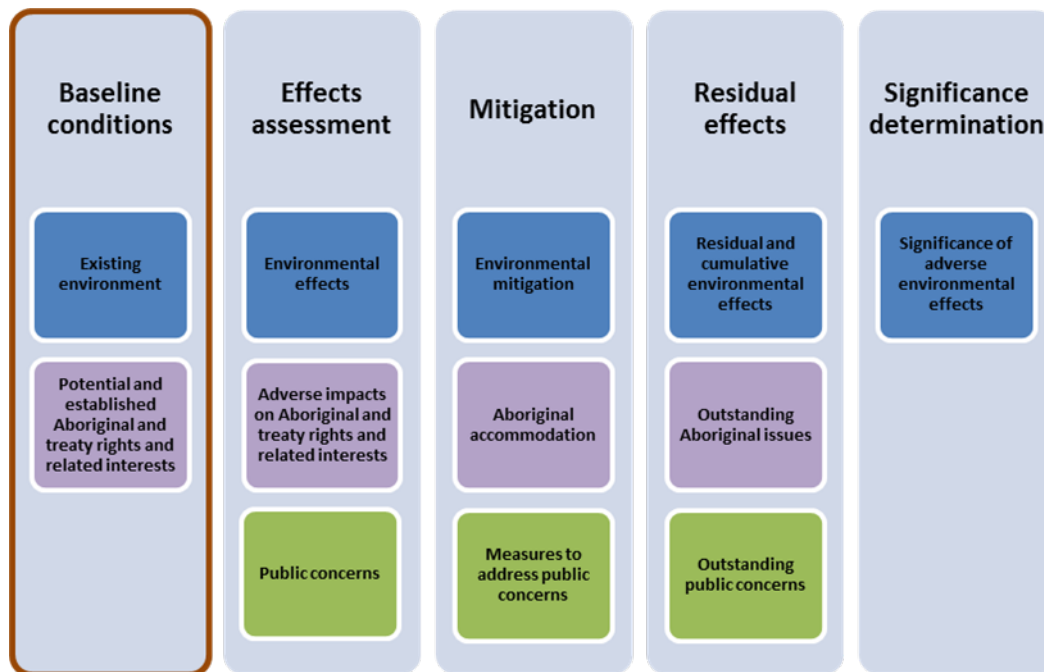 Baseline
conditions
Existing
environment
Potential and
established
Aboriginal and
treaty rights and
related interests
Effects
assessment
Environmental
effects
Adverse impacts
on Aboriginal and
treaty rights and
related interests
Public concerns
Mitigation
Environmental
mitigation
Aboriginal
accommodation
Measures to
address public
concerns
Residual
effects
Residual and
cumulative
environmental
effects
Outstanding
Aboriginal issues
Outstanding
public concerns
Significance
determination
Significance of
adverse
environmental
effects